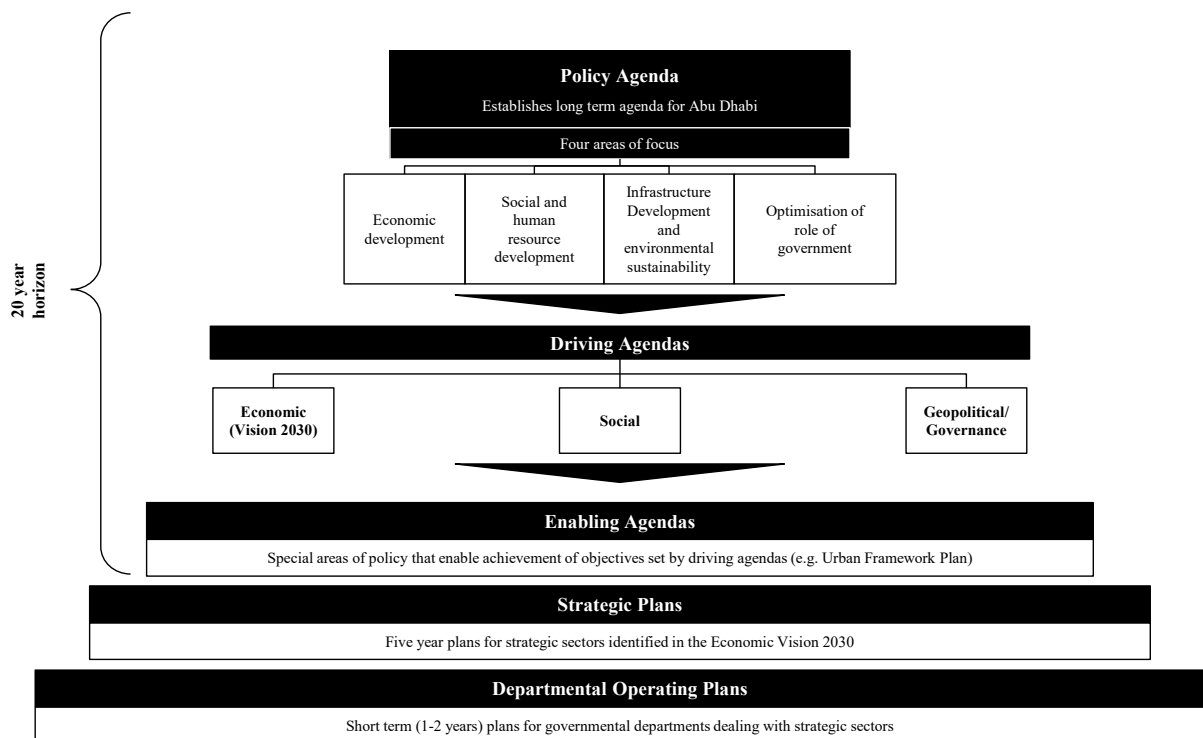 Policy Agenda
Establishes long term agenda for Abu Dhabi
Four areas of focus
Economic
development
Social and
human
resource
development
Infrastructure
Development
and
environmental
sustainability
Optimisation of
role of
government
20 year
horizon
Driving Agendas
Economic
(Vision 2030)
Social
Geopolitical/
Governance
Enabling Agendas
Special areas of policy that enable achievement of objectives set by driving agendas (e.g. Urban Framework Plan)
Strategic Plans
Five year plans for strategic sectors identified in the Economic Vision 2030
Departmental Operating Plans
Short term (1-2 years) plans for governmental departments dealing with strategic sectors